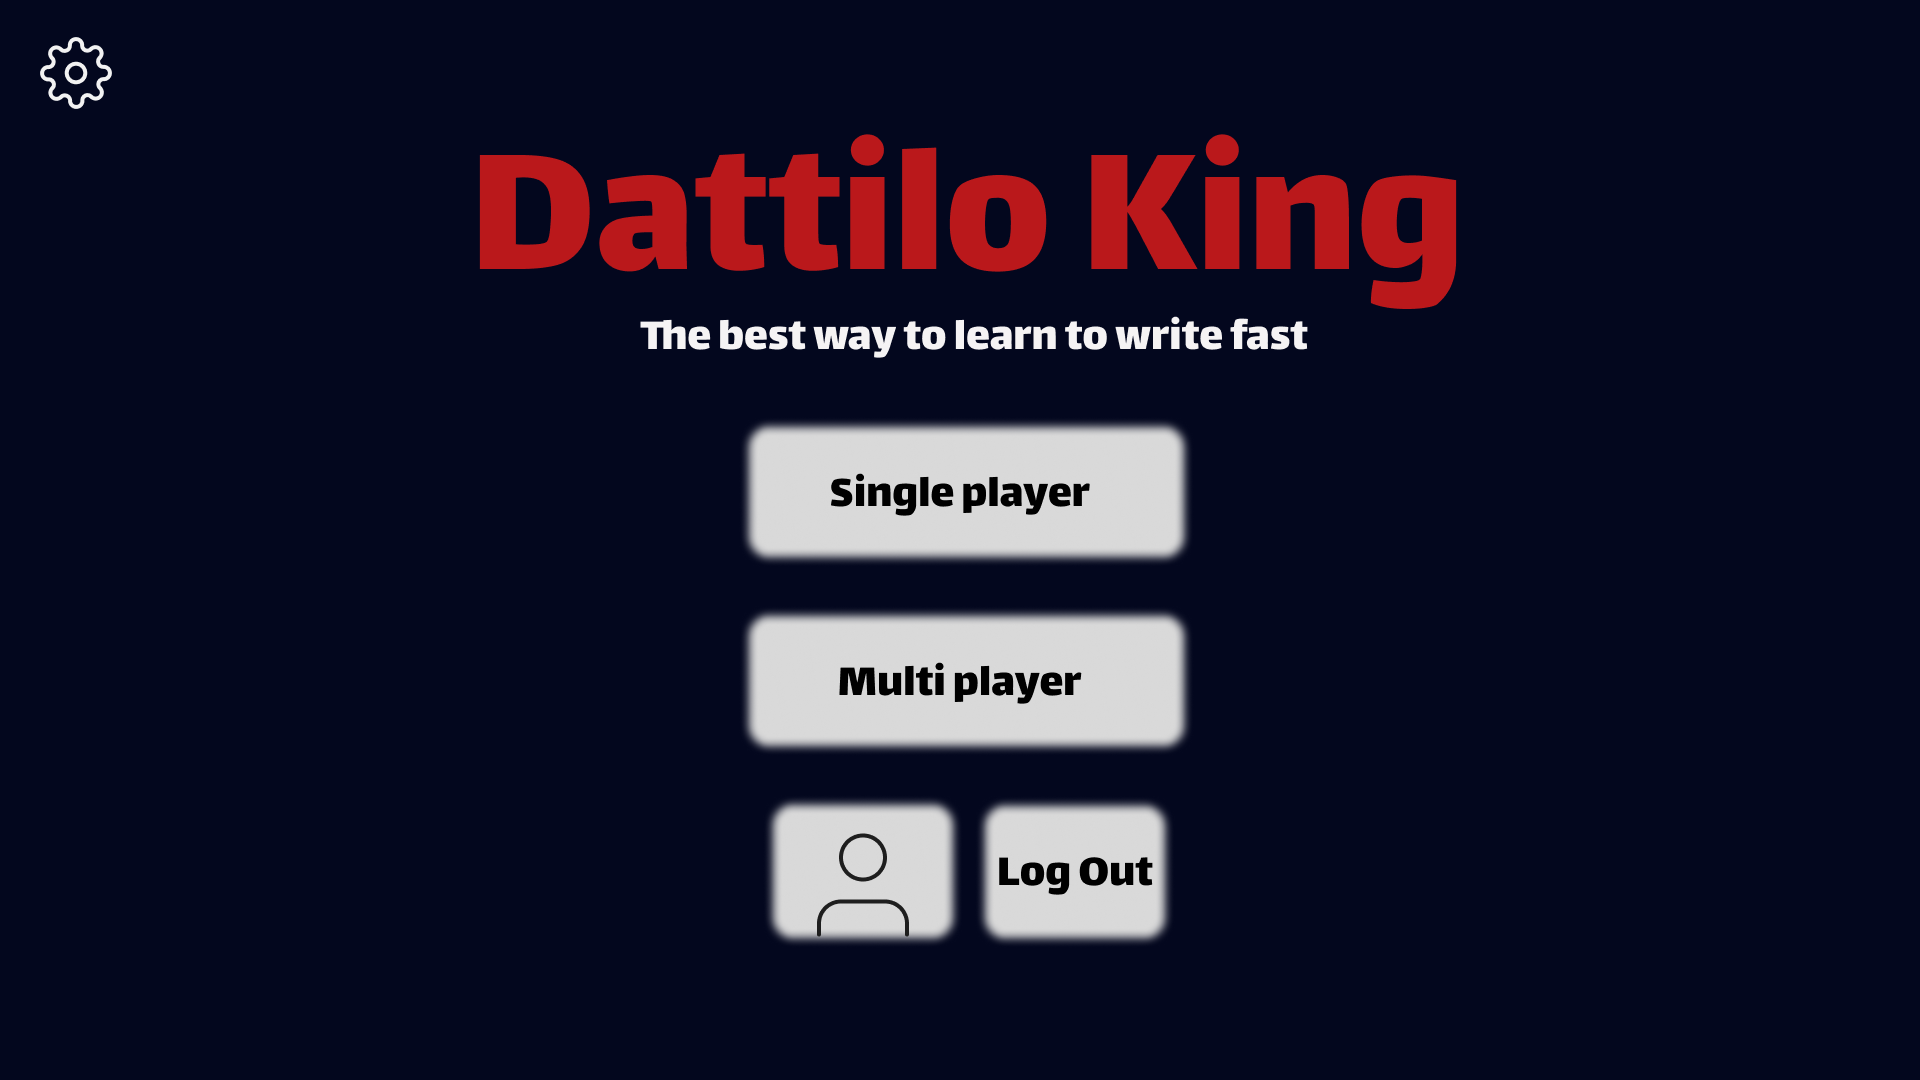 Dattilo King
The best way to learn to write fast
Single player
Multi player
Log Out